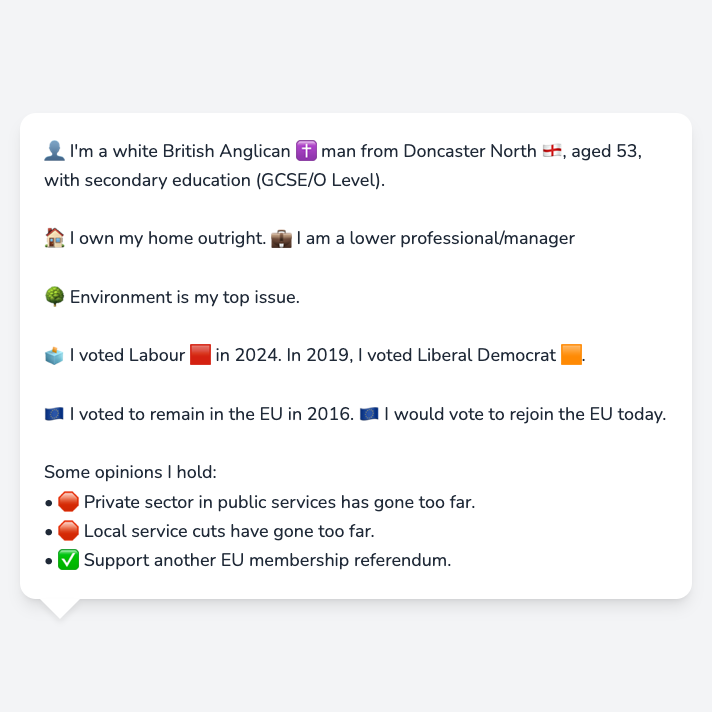 👤 I'm a white British Anglican ✝️ man from Doncaster North 🏴󠁧󠁢󠁥󠁮󠁧󠁿, aged 53,
with secondary education (GCSE/O Level).
🏠 I own my home outright. 💼 I am a lower professional/manager
🌳 Environment is my top issue.
🗳️ I voted Labour 🟥 in 2024. In 2019, I voted Liberal Democrat 🟧.
🇪🇺 I voted to remain in the EU in 2016. 🇪🇺 I would vote to rejoin the EU today.
Some opinions I hold:
• 🛑 Private sector in public services has gone too far.
• 🛑 Local service cuts have gone too far.
• ✅ Support another EU membership referendum.